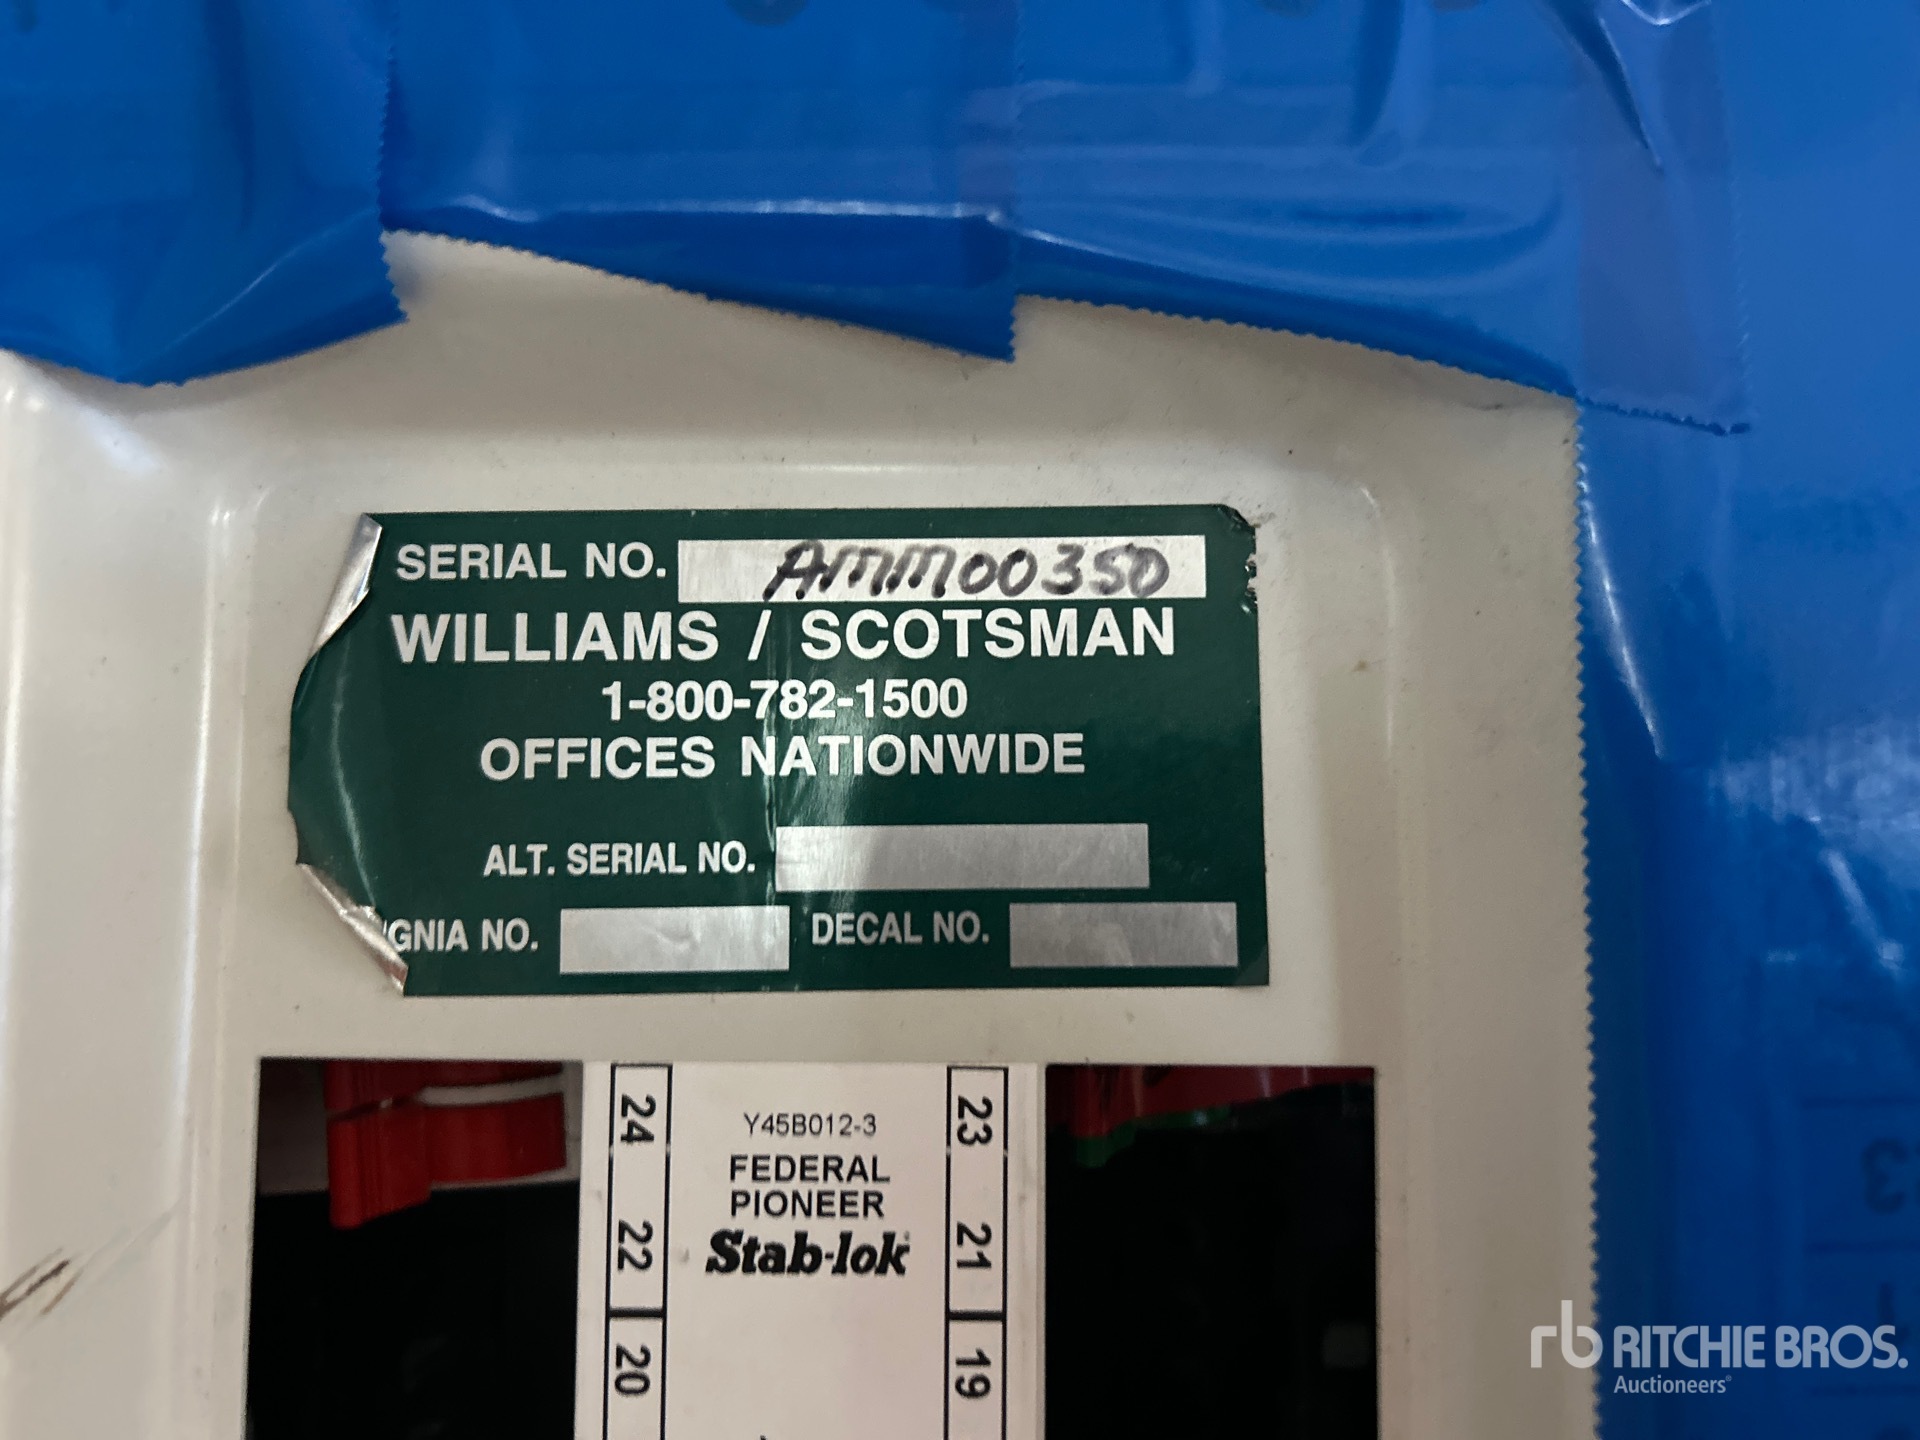 SERIAL NO. AMM00350
WILLIAMS / SCOTSMAN
1-800-782-1500
OFFICES NATIONWIDE
ALT. SERIAL NO.
GNIA NO. DECAL NO.
24
22
20
Y45B012-3
FEDERAL
PIONEER
Stab-lok
23
21
19
rb RITCHIE BROS.
Auctioneers